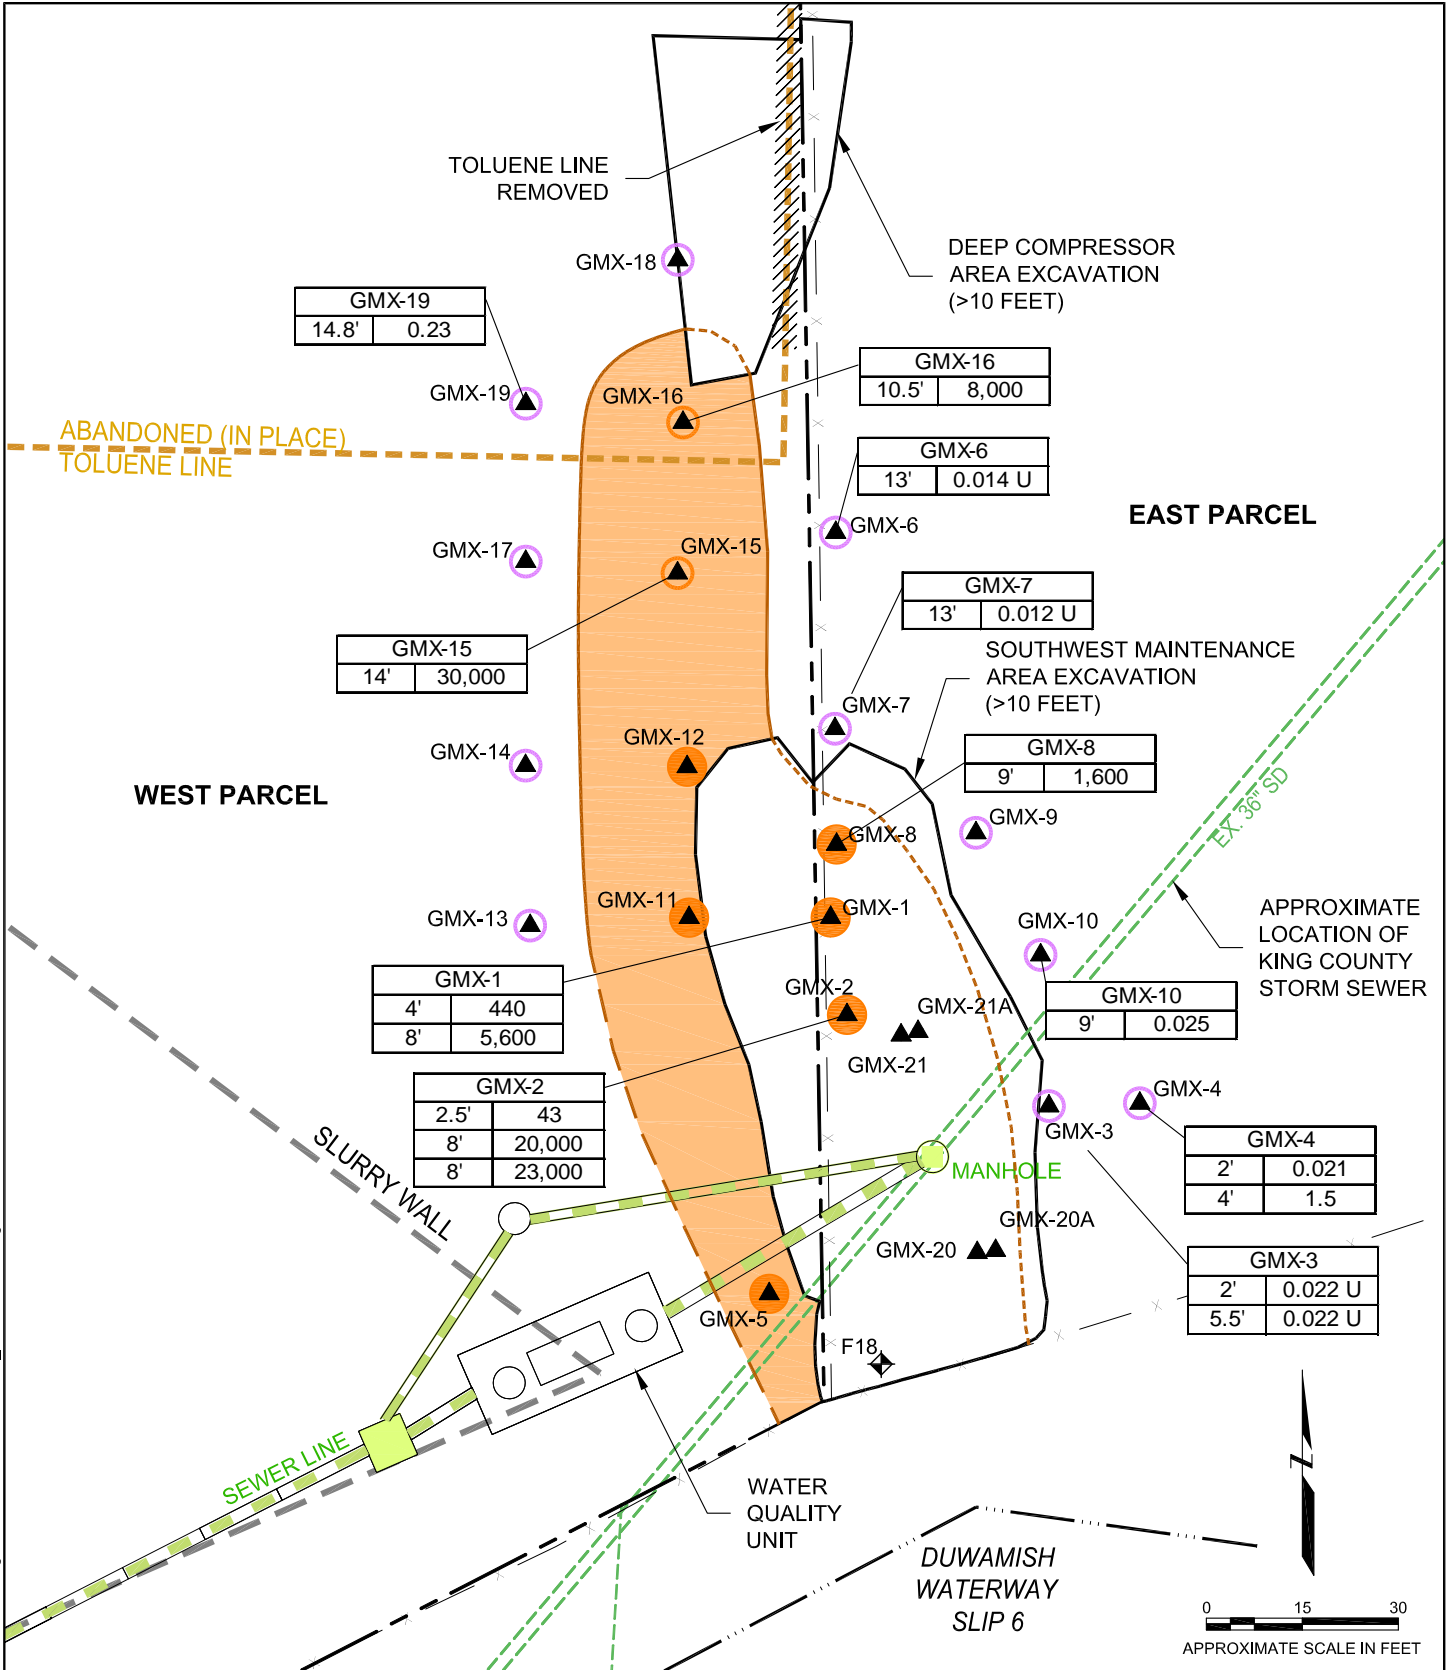 TOLUENE LINE
REMOVED
DEEP COMPRESSOR
AREA EXCAVATION
(>10 FEET)
GMX-18
GMX-19
14.8' 0.23
GMX-19
GMX-16
10.5' 8,000
GMX-16
ABANDONED (IN PLACE)
TOLUENE LINE
GMX-6
13' 0.014 U
GMX-6
EAST PARCEL
GMX-17
GMX-15
GMX-7
13' 0.012 U
GMX-15
14' 30,000
SOUTHWEST MAINTENANCE
AREA EXCAVATION
(>10 FEET)
GMX-7
GMX-14
GMX-12
GMX-8
9' 1,600
WEST PARCEL
GMX-8
GMX-9
EX. 36" SD
GMX-13
GMX-11
GMX-1
GMX-10
APPROXIMATE
LOCATION OF
KING COUNTY
STORM SEWER
GMX-1
4' 440
8' 5,600
GMX-2
GMX-21A
GMX-21
GMX-10
9' 0.025
GMX-2
2.5' 43
8' 20,000
8' 23,000
GMX-4
GMX-3
GMX-4
2' 0.021
4' 1.5
SLURRY WALL
MANHOLE
GMX-20A
GMX-20
GMX-3
2' 0.022 U
5.5' 0.022 U
GMX-5
F18
SEWER LINE
WATER
QUALITY
UNIT
N
DUWAMISH
WATERWAY
SLIP 6
0 15 30
APPROXIMATE SCALE IN FEET